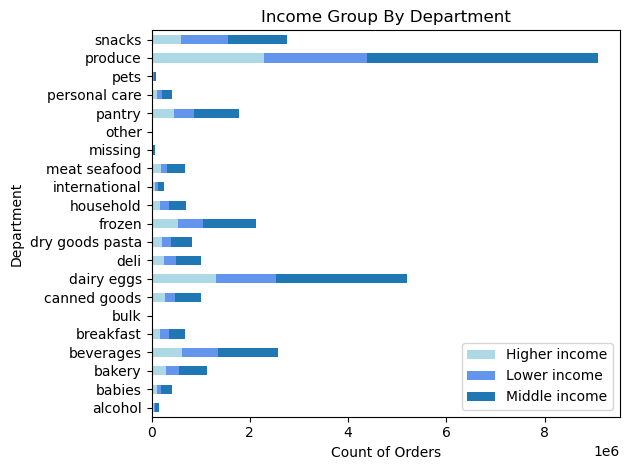 Income Group By Department
snacks
produce
pets
personal care
pantry
other
missing
meat seafood
international
household
frozen
dry goods pasta
deli
dairy eggs
canned goods
bulk
breakfast
beverages
bakery
babies
alcohol
Department
Higher income
Lower income
Middle income
0 2 4 6 8
1e6
Count of Orders